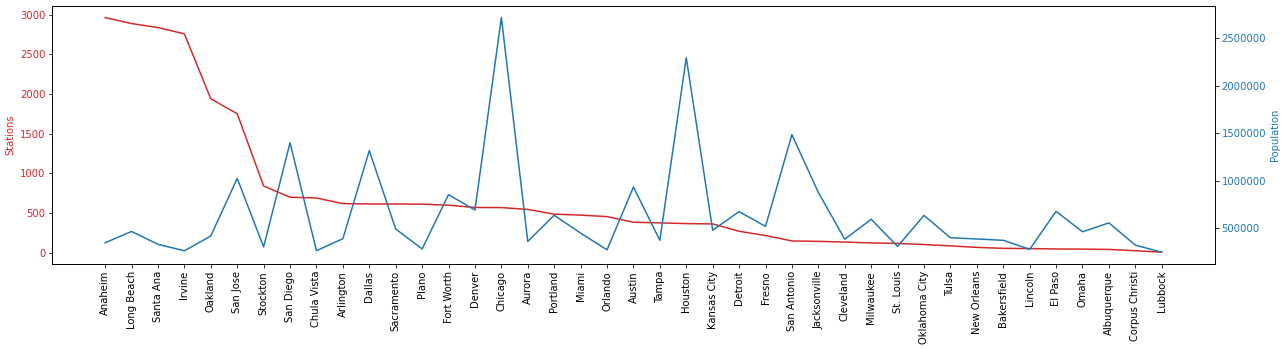 3000
2500
2000
1500
1000
500
0
Stations
2500000
2000000
1500000
1000000
500000
Population
Anaheim
Long Beach
Santa Ana
Irvine
Oakland
San Jose
Stockton
San Diego
Chula Vista
Arlington
Dallas
Sacramento
Plano
Fort Worth
Denver
Chicago
Aurora
Portland
Miami
Orlando
Austin
Tampa
Houston
Kansas City
Detroit
Fresno
San Antonio
Jacksonville
Cleveland
Milwaukee
St. Louis
Oklahoma City
Tulsa
New Orleans
Bakersfield
Lincoln
El Paso
Omaha
Albuquerque
Corpus Christi
Lubbock